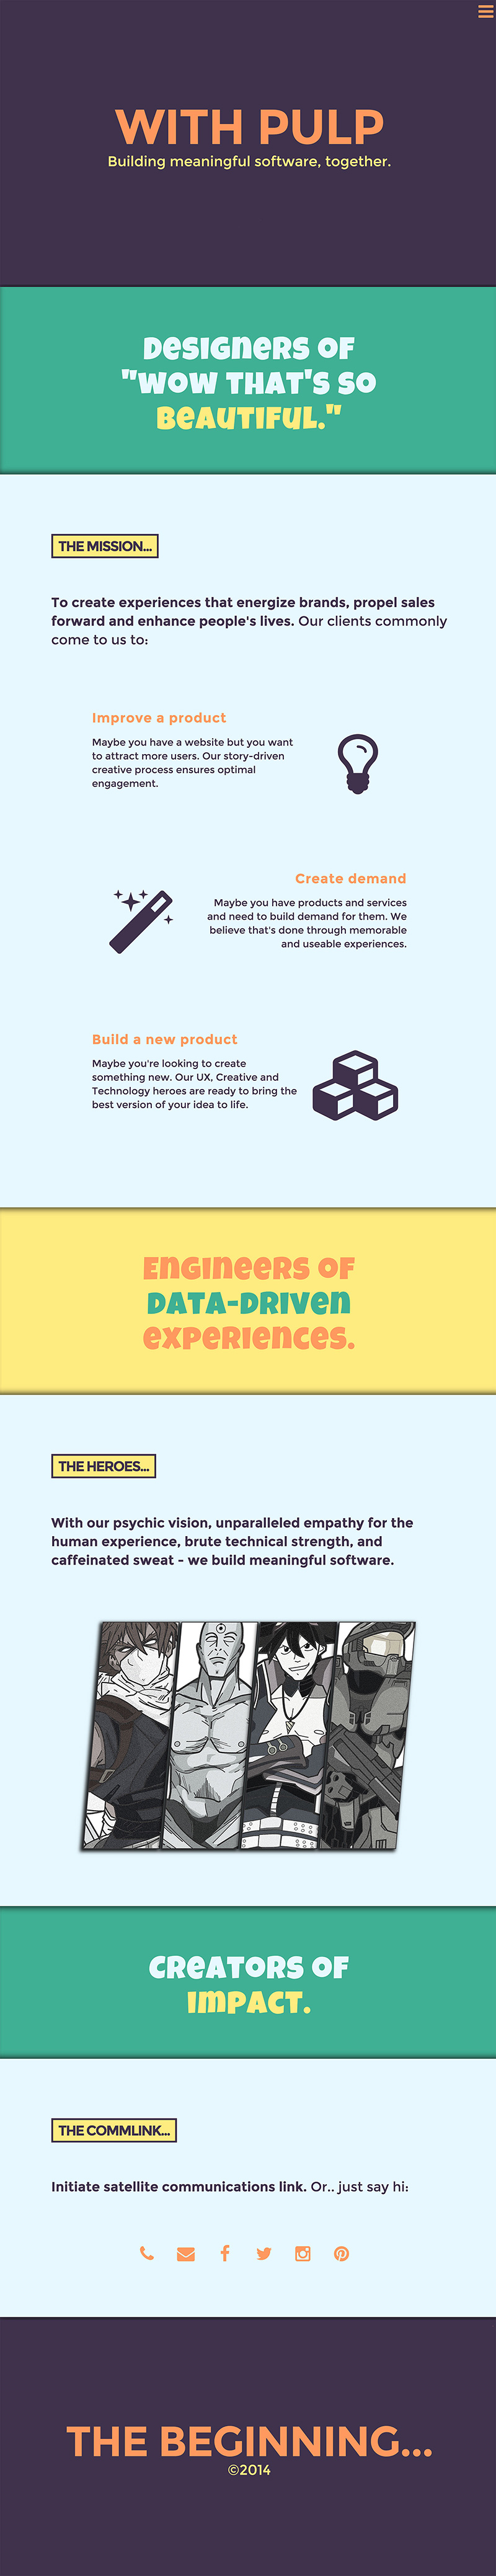 WITH PULP
Building meaningful software, together.
Designers of
"wow that's so
beautiful."
THE MISSION...
To create experiences that energize brands, propel sales
forward and enhance people's lives. Our clients commonly
come to us to:
Improve a product
Maybe you have a website but you want
to attract more users. Our story-driven
creative process ensures optimal
engagement.
Create demand
Maybe you have products and services
and need to build demand for them. We
believe that's done through memorable
and useable experiences.
Build a new product
Maybe you're looking to create
something new. Our UX, Creative and
Technology heroes are ready to bring the
best version of your idea to life.
Engineers of
data-driven
experiences.
THE HEROES...
With our psychic vision, unparalleled empathy for the
human experience, brute technical strength, and
caffeinated sweat - we build meaningful software.
Creators of
impact.
THE COMMLINK...
Initiate satellite communications link. Or.. just say hi:
THE BEGINNING...
©2014